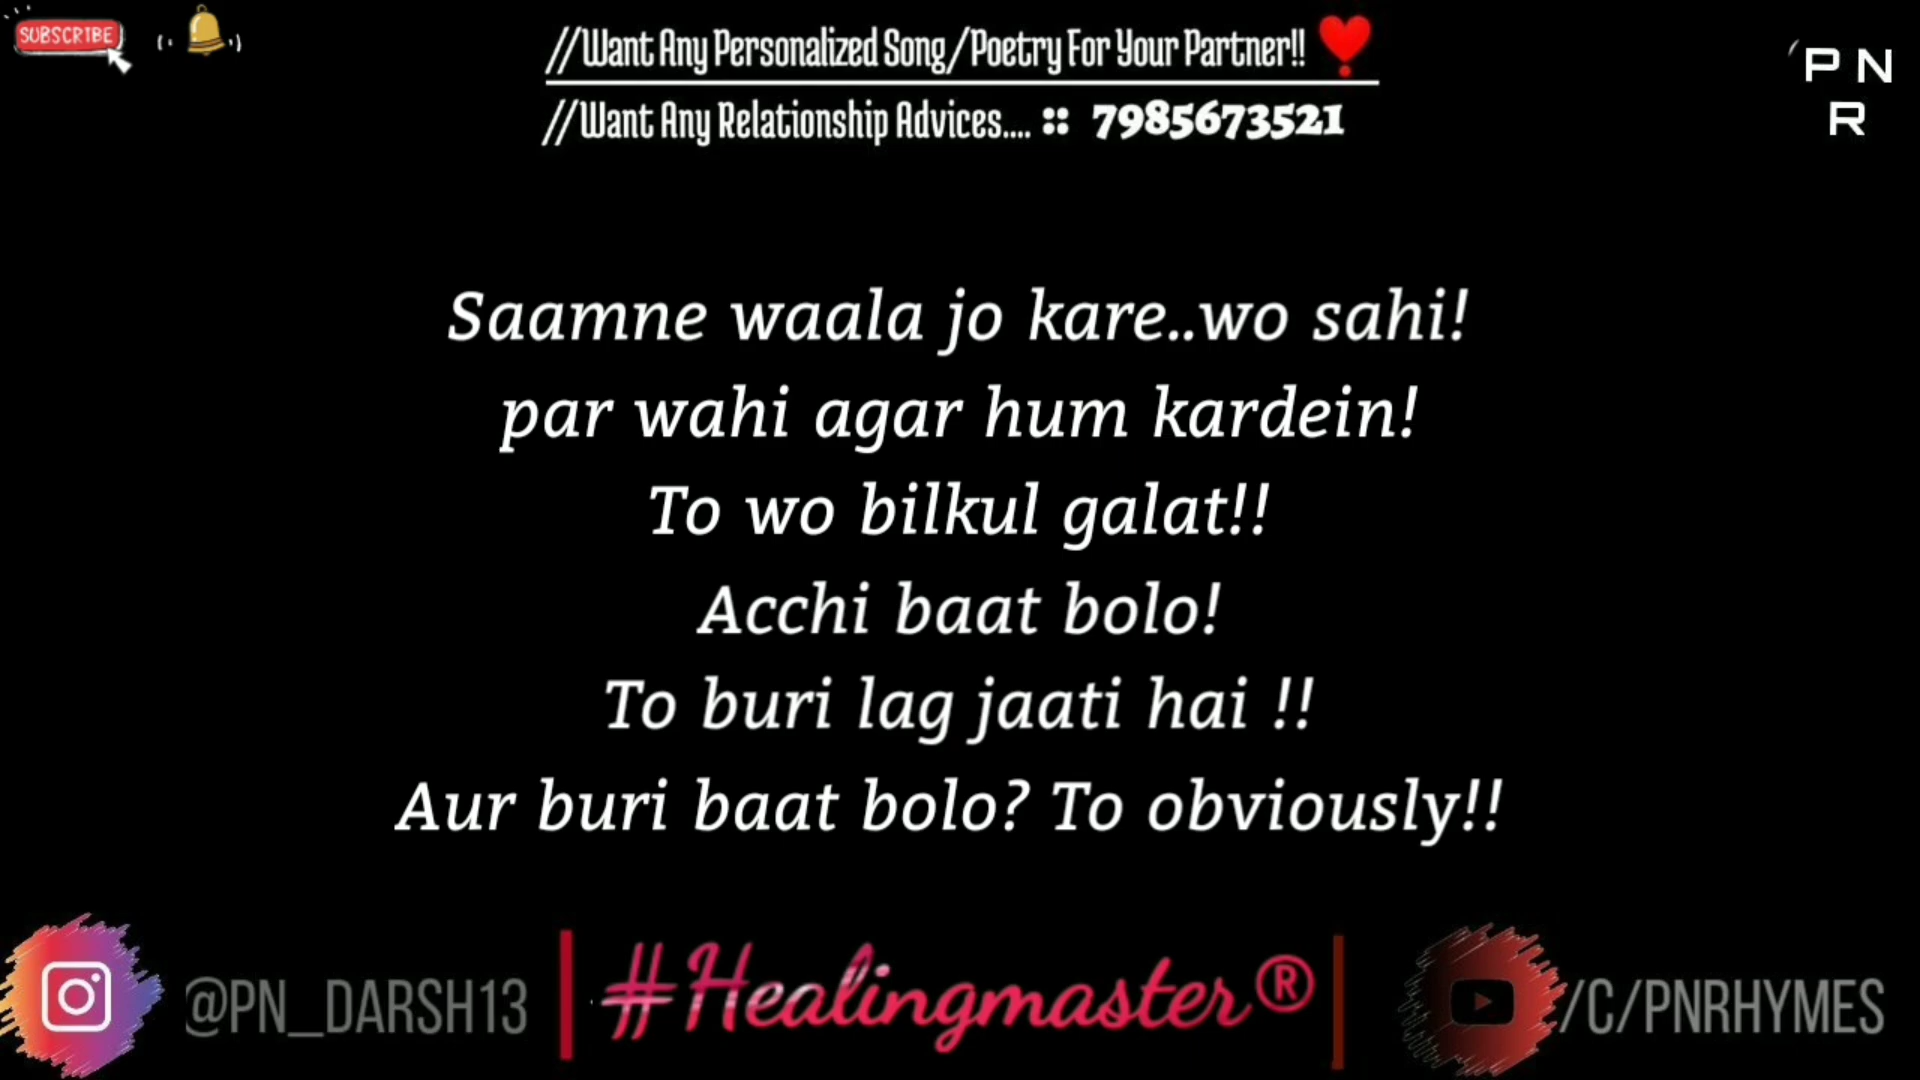 SUBSCRIBE
//Want Any Personalized Song/Poetry For Your Partner!!
//Want Any Relationship Advices.... :: 7985673521
P N
R
Saamne waala jo kare..wo sahi!
par wahi agar hum kardein!
To wo bilkul galat!!
Acchi baat bolo!
To buri lag jaati hai !!
Aur buri baat bolo? To obviously!!
@PN_DARSH13
#Healingmaster®
/C/PNRHYMES